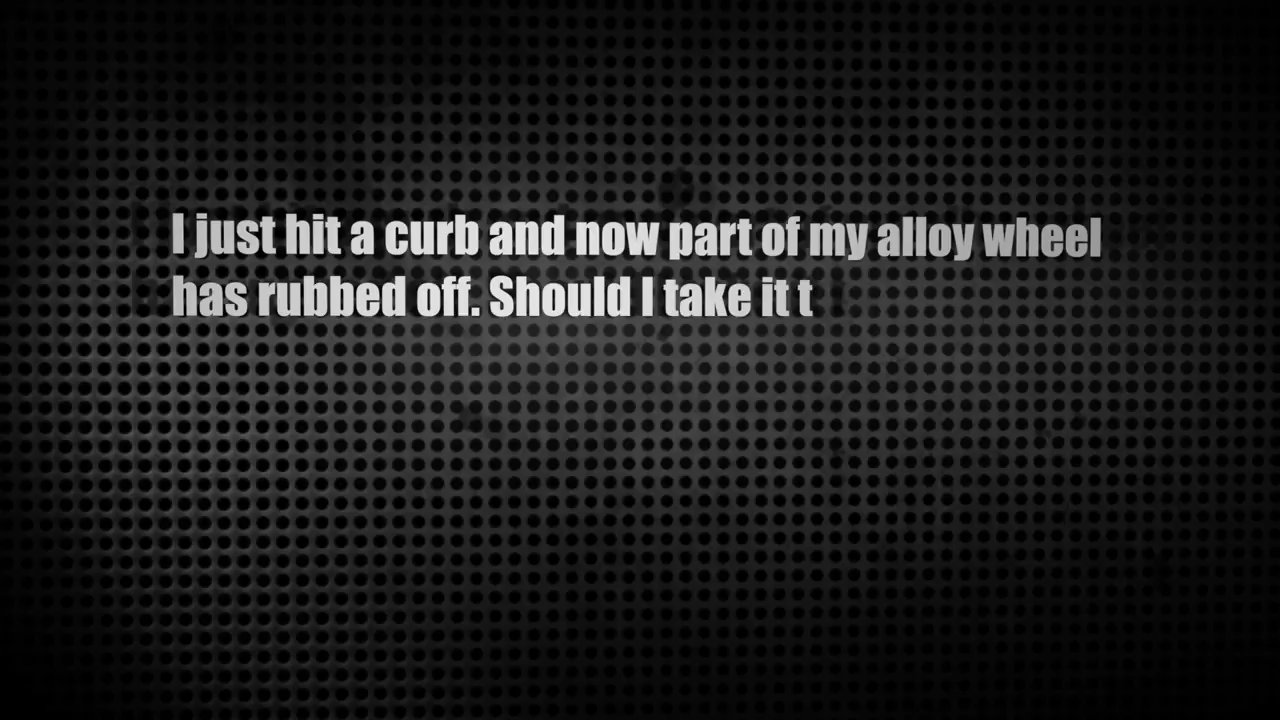 I just hit a curb and now part of my alloy wheel
has rubbed off. Should I take it t